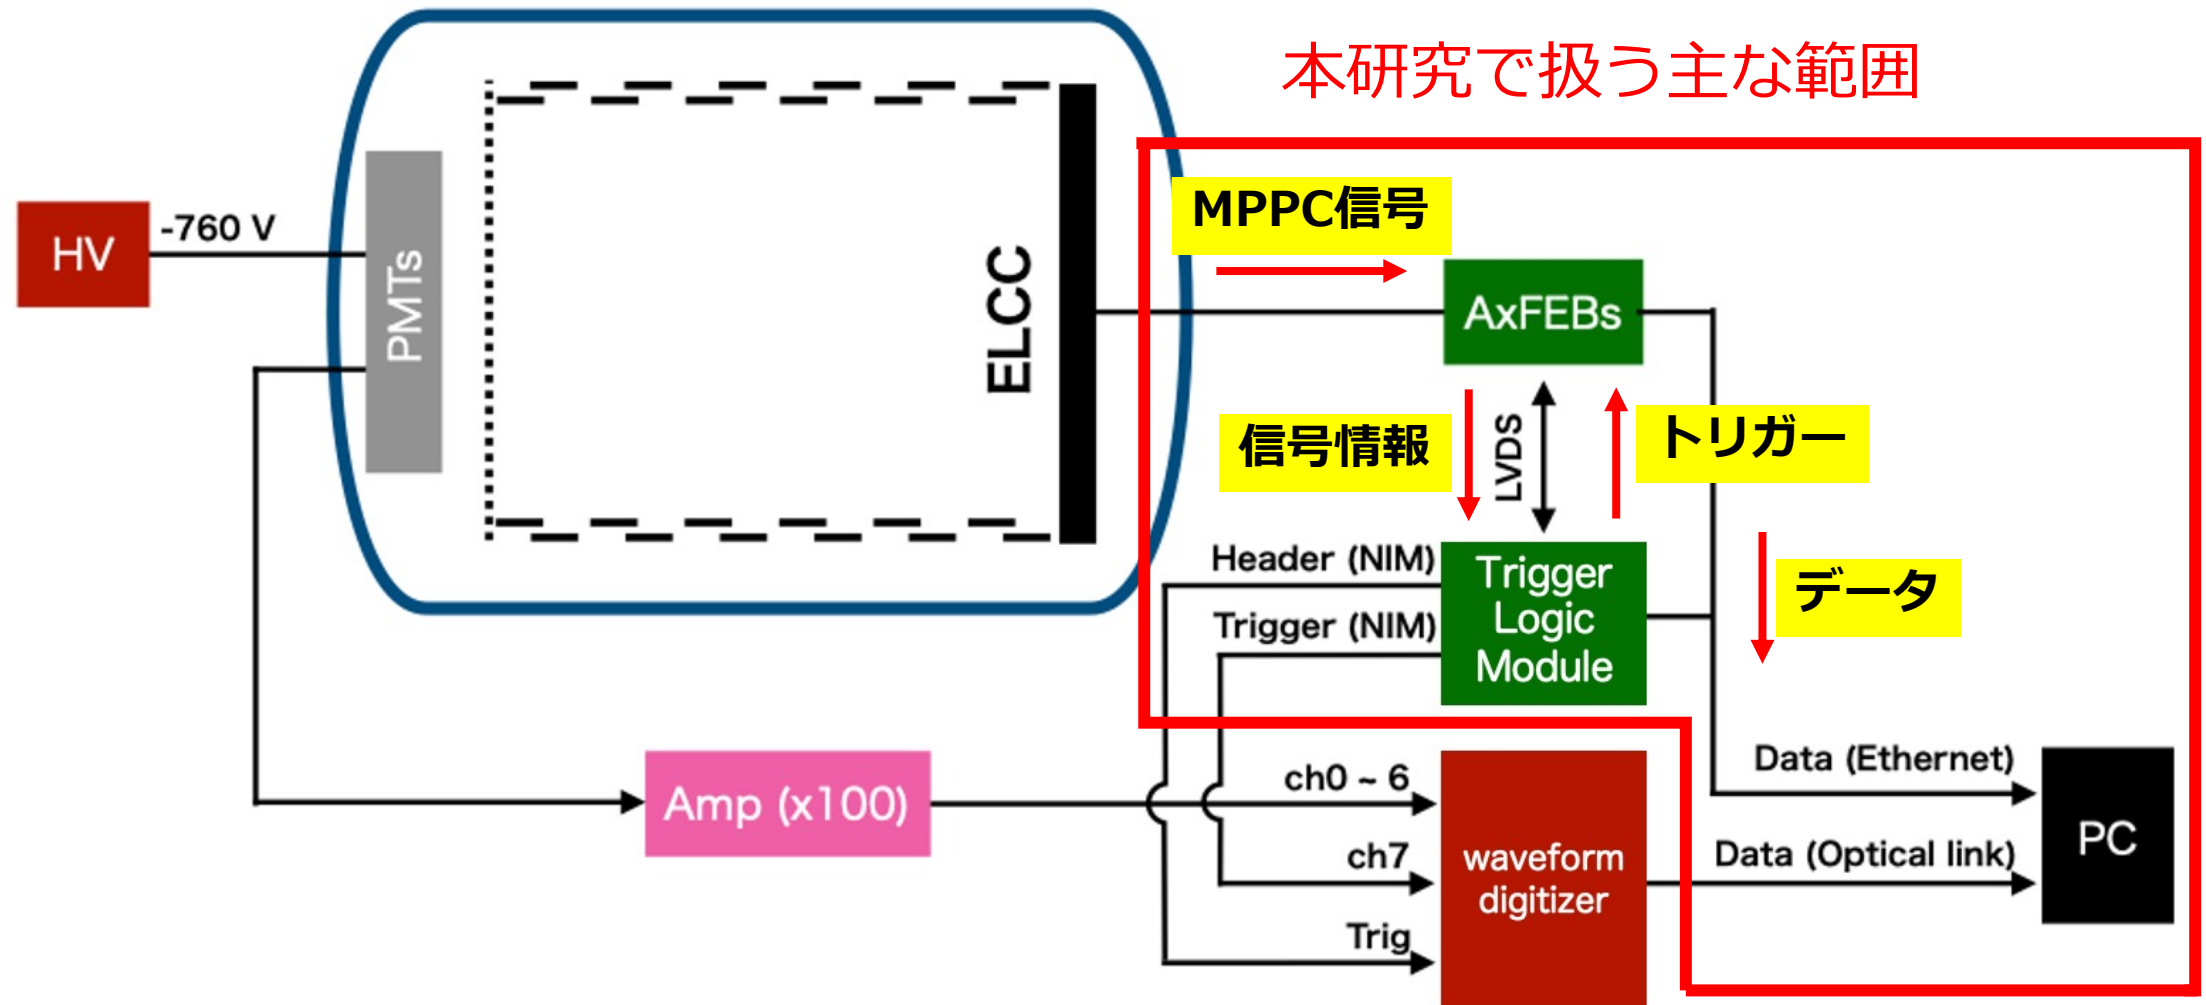 本研究で扱う主な範囲
MPPC信号
HV
-760 V
PMTs
ELCC
AxFEBs
信号情報
LVDS
トリガー
Header (NIM)
Trigger (NIM)
Trigger
Logic
Module
データ
Amp (x100)
ch0 ~ 6
ch7
Trig
waveform
digitizer
Data (Ethernet)
Data (Optical link)
PC